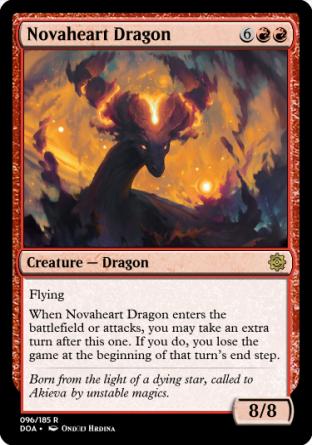 Novaheart Dragon 6
Creature — Dragon
Flying
When Novaheart Dragon enters the
battlefield or attacks, you may take an extra
turn after this one. If you do, you lose the
game at the beginning of that turn's end step.
Born from the light of a dying star, called to
Akieva by unstable magics.
8/8
096/185 R
DOA • Ondřej Hrdina